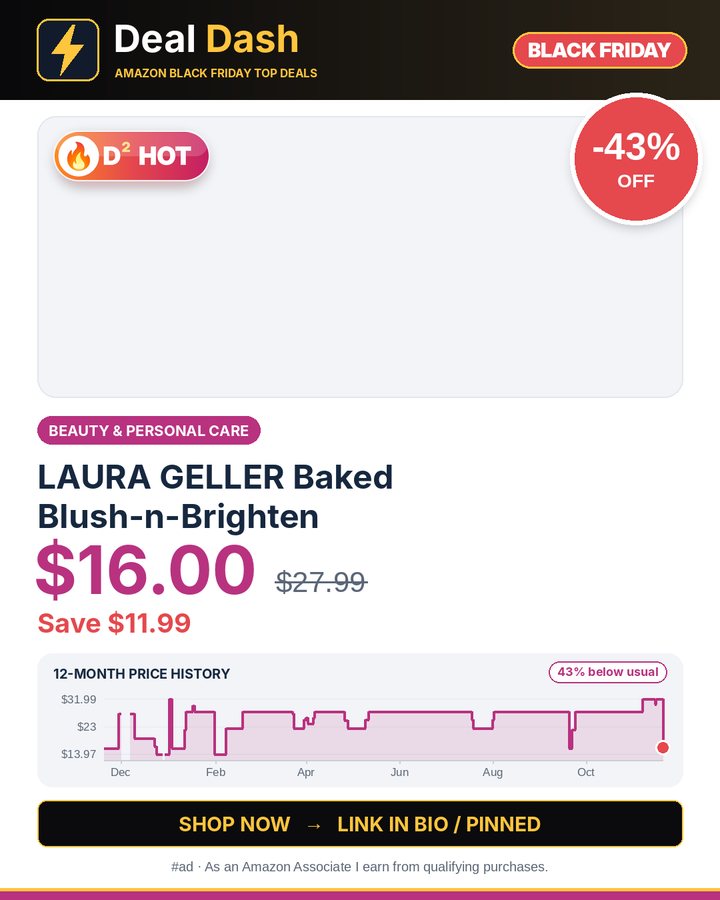 Deal Dash
AMAZON BLACK FRIDAY TOP DEALS
BLACK FRIDAY
D² HOT
-43%
OFF
BEAUTY & PERSONAL CARE
LAURA GELLER Baked
Blush-n-Brighten
$16.00 $27.99
Save $11.99
12-MONTH PRICE HISTORY
43% below usual
$31.99
$23
$13.97
Dec Feb Apr Jun Aug Oct
SHOP NOW → LINK IN BIO / PINNED
#ad · As an Amazon Associate I earn from qualifying purchases.